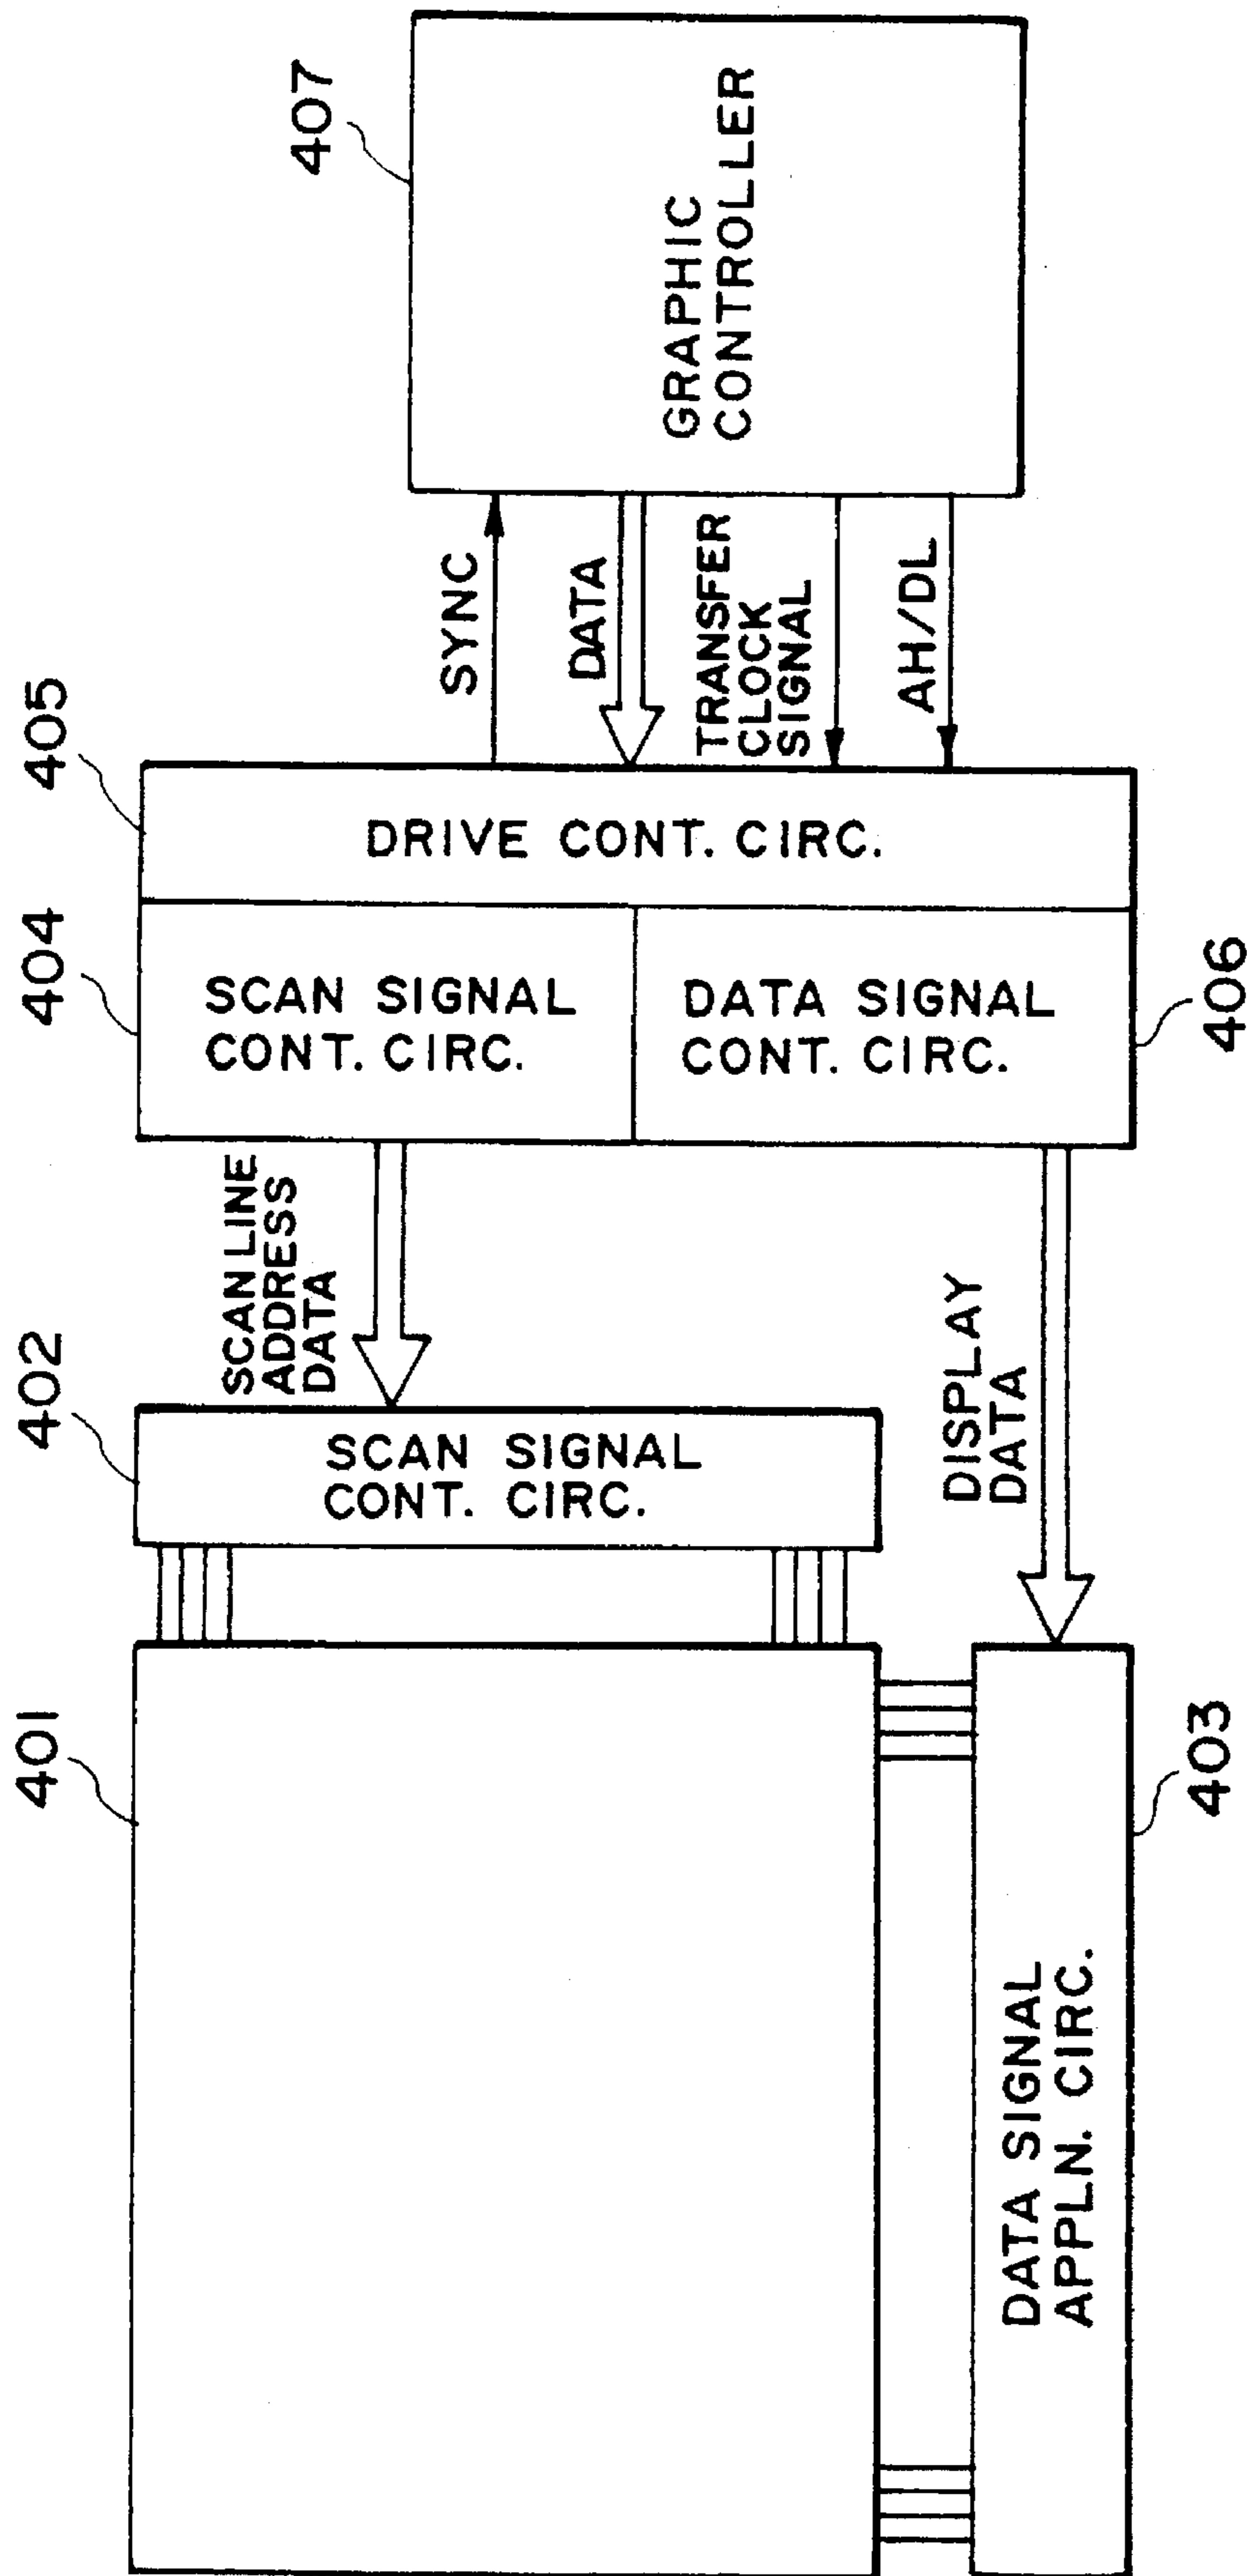 407
GRAPHIC
CONTROLLER
SYNC
DATA
TRANSFER
CLOCK
SIGNAL
AH/DL
405
DRIVE CONT. CIRC.
404
SCAN SIGNAL
CONT. CIRC.
DATA SIGNAL
CONT. CIRC.
406
SCAN LINE
ADDRESS
DATA
DISPLAY
DATA
402
SCAN SIGNAL
CONT. CIRC.
401
DATA SIGNAL
APPLN. CIRC.
403